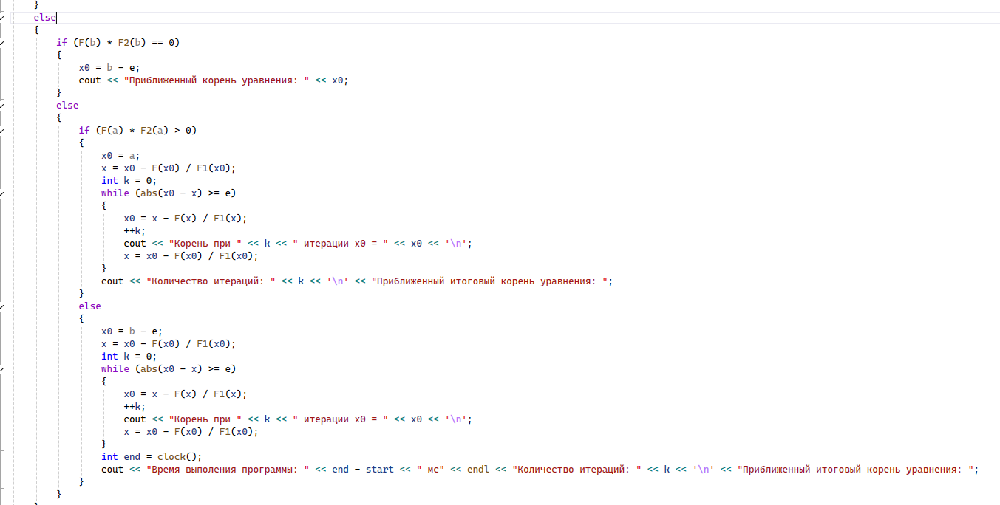 }
else
{
if (F(b) * F2(b) == 0)
{
x0 = b - e;
cout << "Приближенный корень уравнения: " << x0;
}
else
{
if (F(a) * F2(a) > 0)
{
x0 = a;
x = x0 - F(x0) / F1(x0);
int k = 0;
while (abs(x0 - x) >= e)
{
x0 = x - F(x) / F1(x);
++k;
cout << "Корень при " << k << " итерации x0 = " << x0 << '\n';
x = x0 - F(x0) / F1(x0);
}
cout << "Количество итераций: " << k << '\n' << "Приближенный итоговый корень уравнения: ";
}
else
{
x0 = b - e;
x = x0 - F(x0) / F1(x0);
int k = 0;
while (abs(x0 - x) >= e)
{
x0 = x - F(x) / F1(x);
++k;
cout << "Корень при " << k << " итерации x0 = " << x0 << '\n';
x = x0 - F(x0) / F1(x0);
}
int end = clock();
cout << "Время выполения программы: " << end - start << " мс" << endl << "Количество итераций: " << k << '\n' << "Приближенный итоговый корень уравнения: ";
}
}